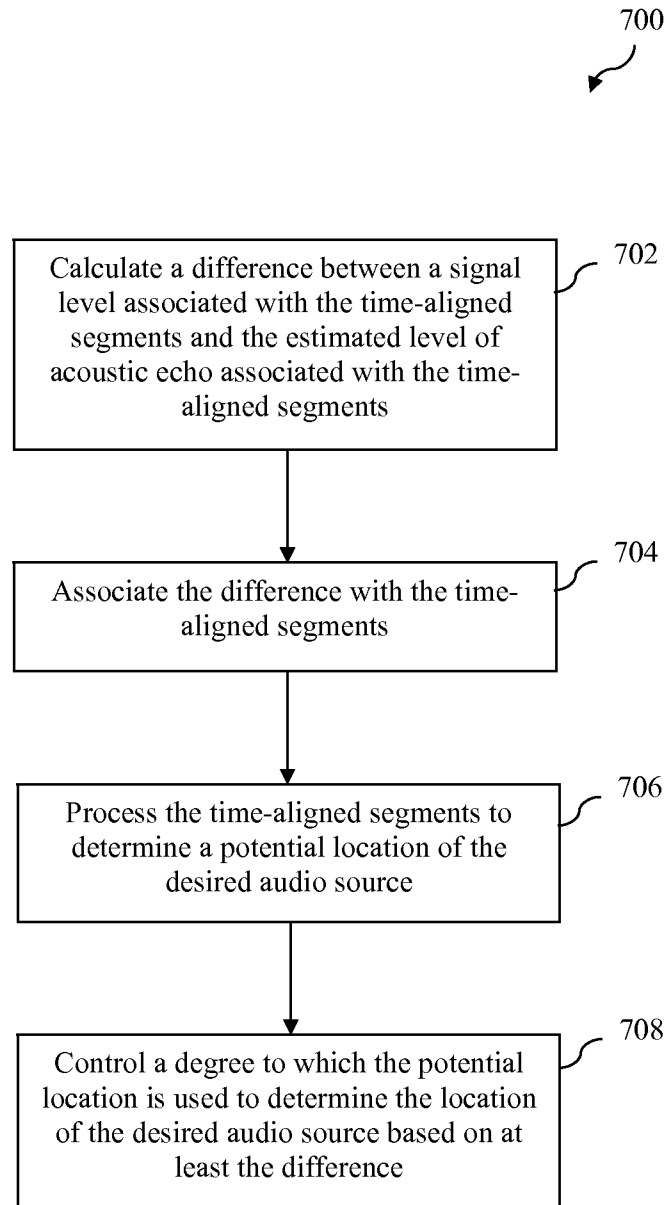 700
702
Calculate a difference between a signal
level associated with the time-aligned
segments and the estimated level of
acoustic echo associated with the time-
aligned segments
704
Associate the difference with the time-
aligned segments
706
Process the time-aligned segments to
determine a potential location of the
desired audio source
708
Control a degree to which the potential
location is used to determine the location
of the desired audio source based on at
least the difference